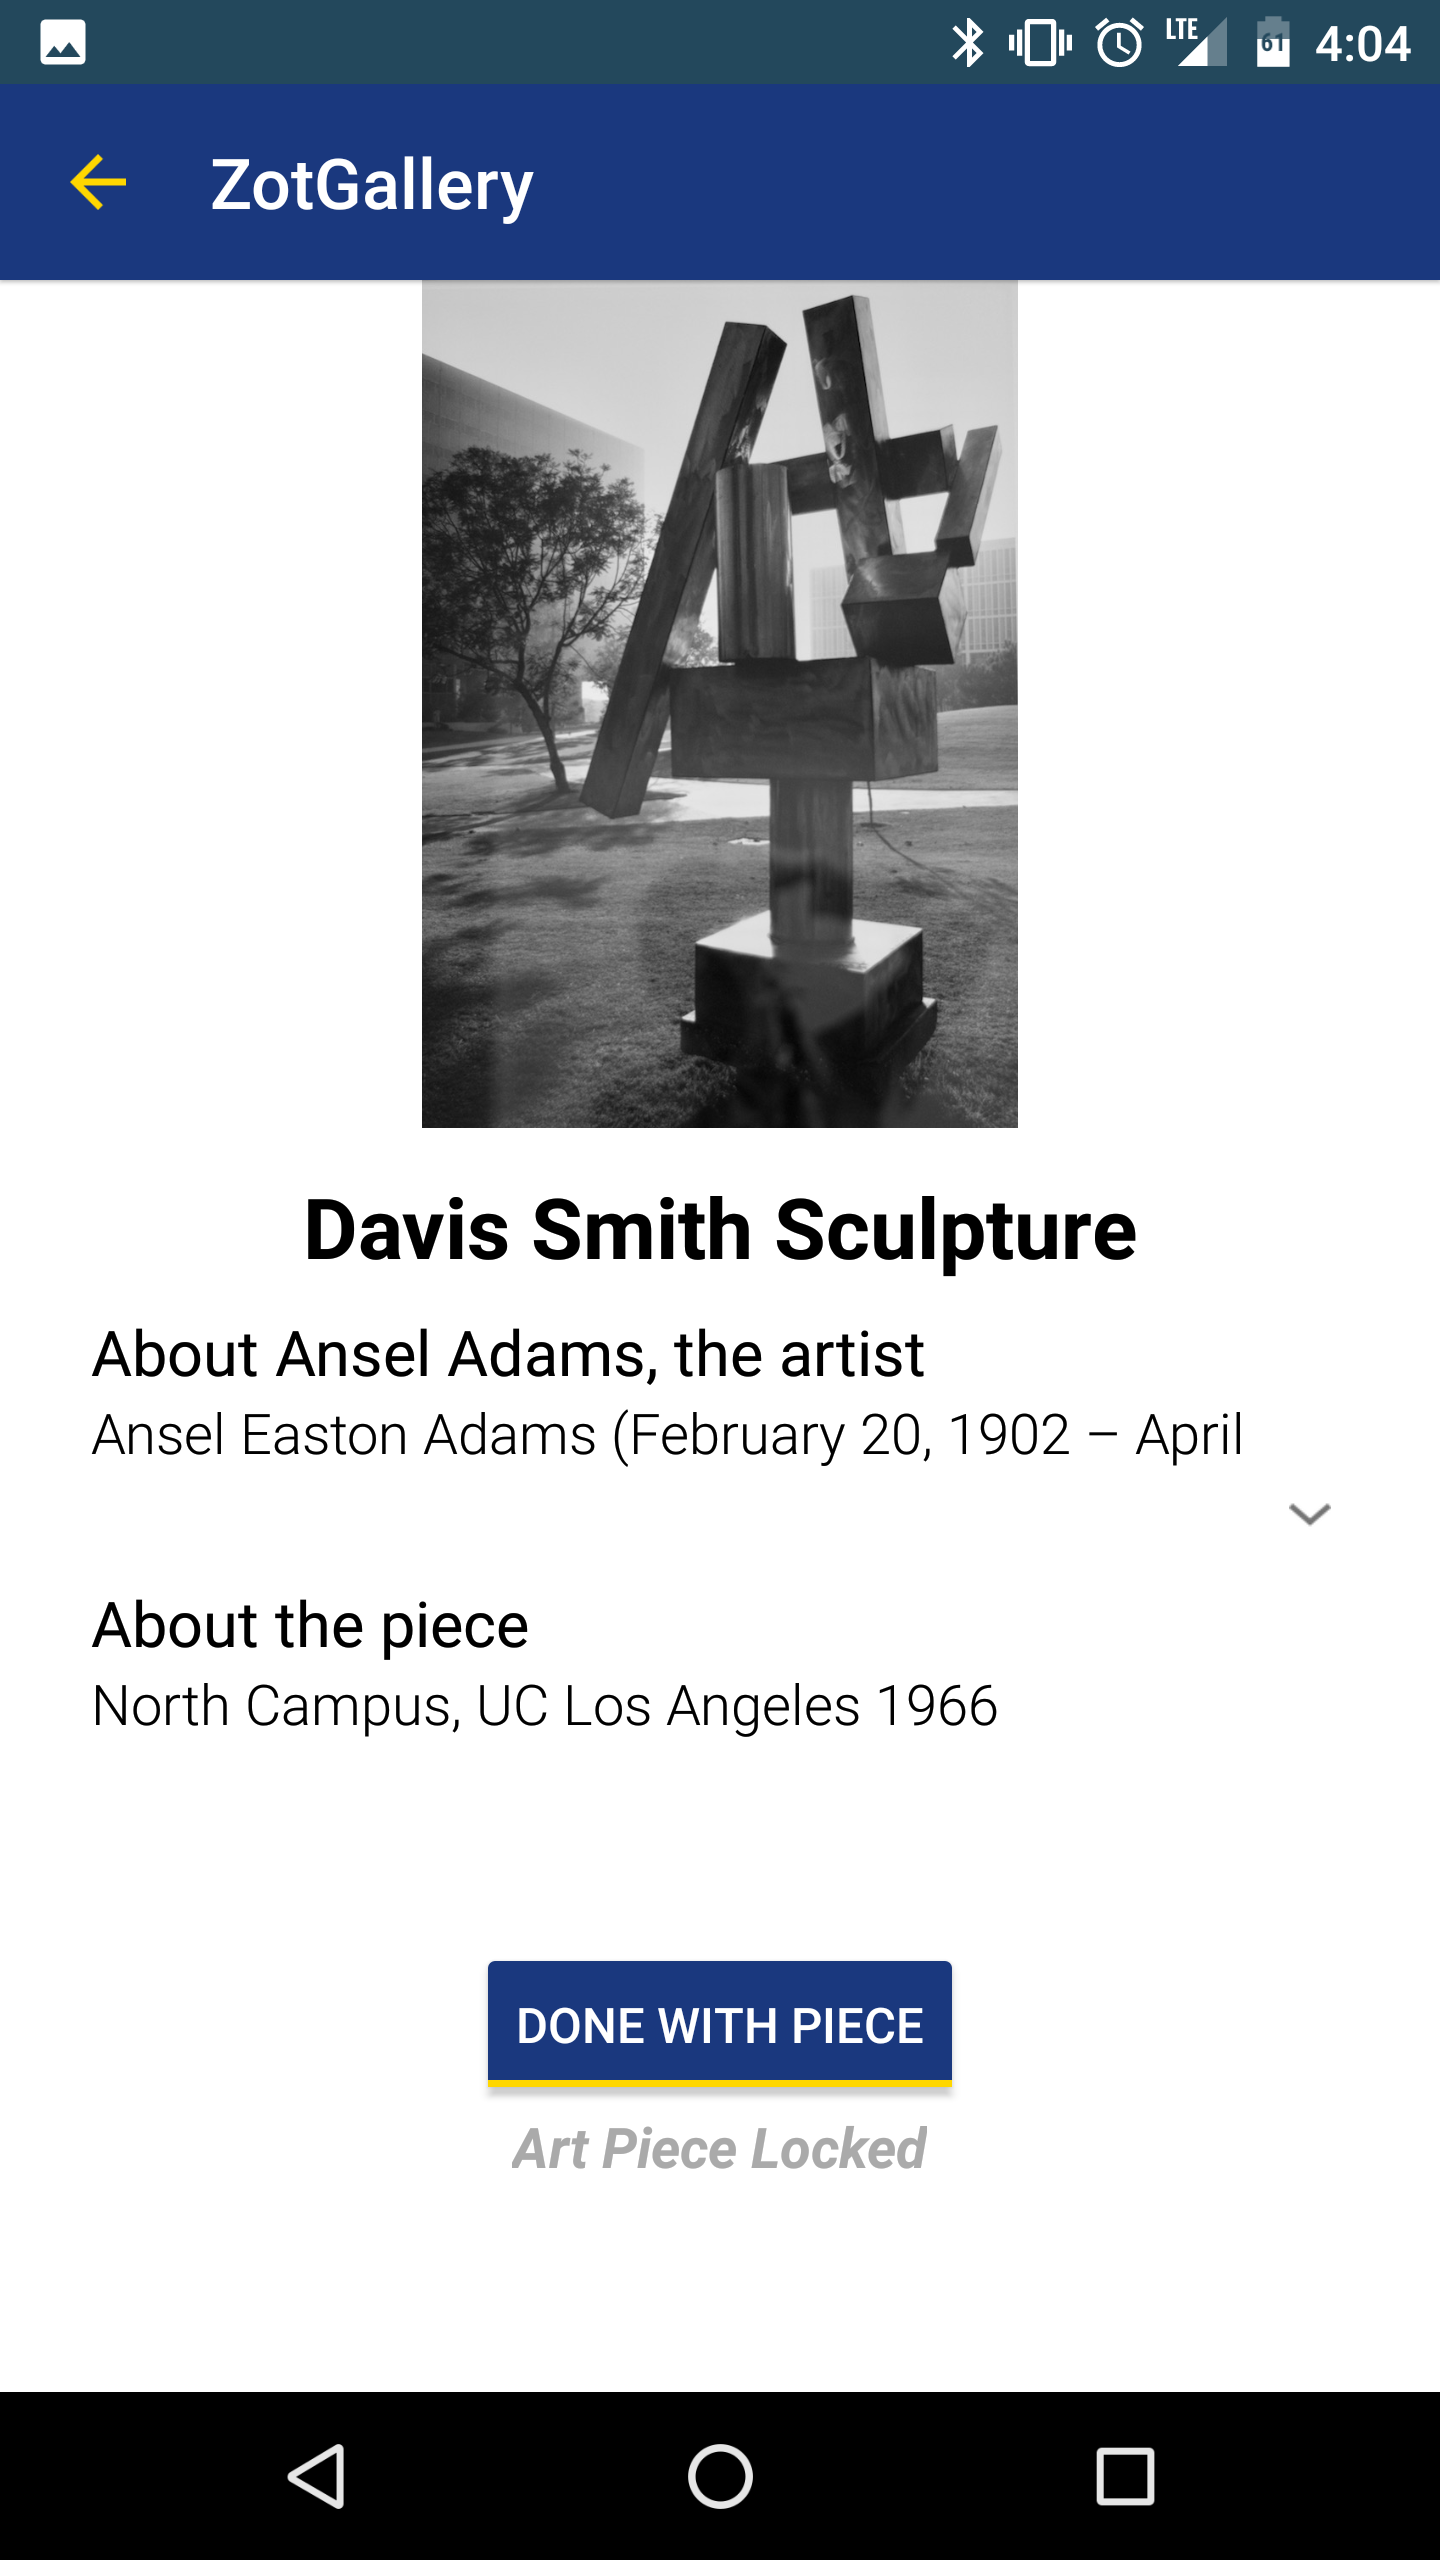 LTE
61
4:04
ZotGallery
Davis Smith Sculpture
About Ansel Adams, the artist
Ansel Easton Adams (February 20, 1902 – April
About the piece
North Campus, UC Los Angeles 1966
DONE WITH PIECE
Art Piece Locked